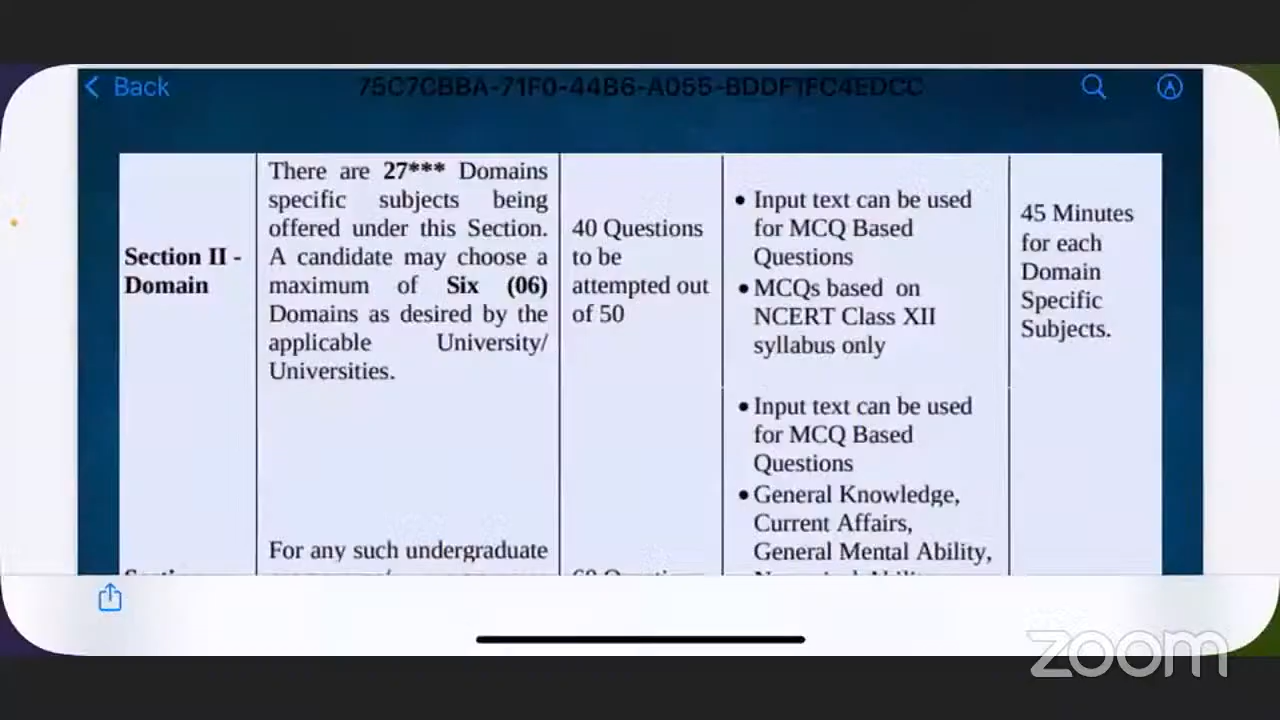 Back
75C7CBBA-71F0-44B6-A055-BDDF1FC4EDCC
Section II -
Domain
There are 27*** Domains
specific subjects being
offered under this Section.
A candidate may choose a
maximum of Six (06)
Domains as desired by the
applicable University/
Universities.
40 Questions
to be
attempted out
of 50
• Input text can be used
for MCQ Based
Questions
• MCQs based on
NCERT Class XII
syllabus only
45 Minutes
for each
Domain
Specific
Subjects.
For any such undergraduate
• Input text can be used
for MCQ Based
Questions
• General Knowledge,
Current Affairs,
General Mental Ability,
zoom